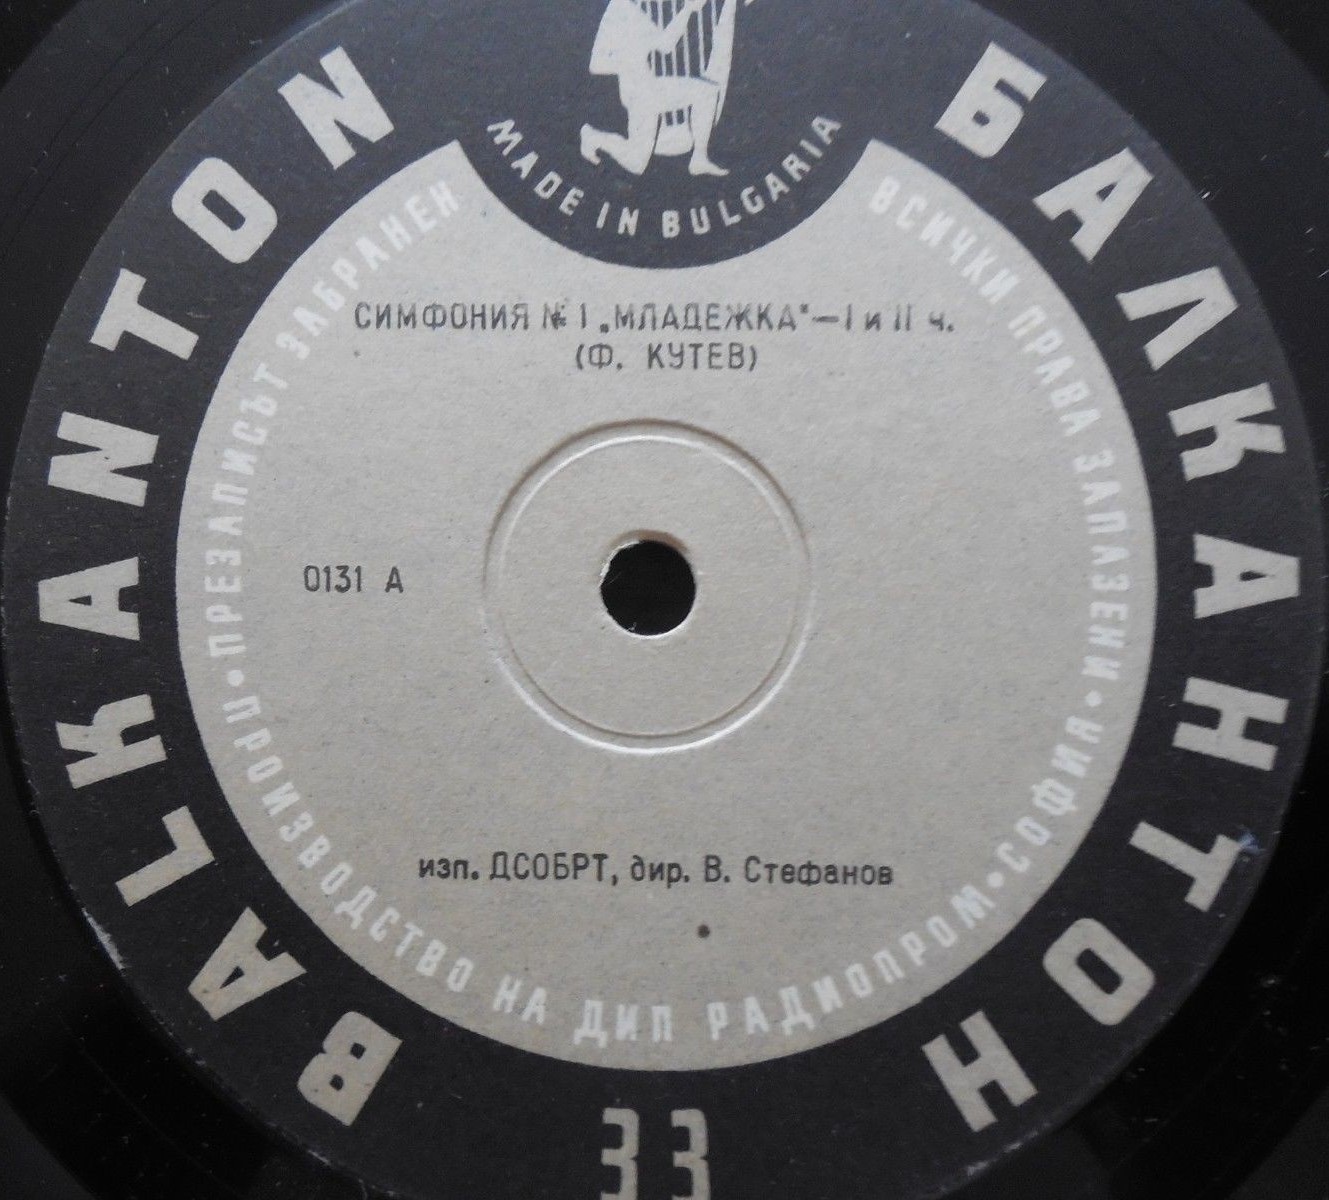 BALKANTON
БАЛКАНТОН
MADE IN BULGARIA
ВСИЧКИ ПРАВА ЗАПАЗЕНИ • СОФИЯ • ПРОИЗВОДСТВО НА ДИП РАДИОПРОМ • ПРЕЗАПИСЪТ ЗАБРАНЕН
СИМФОНИЯ № 1 „МЛАДЕЖКА" — I и II ч.
(Ф. КУТЕВ)
0131 А
изп. ДСОБРТ, дир. В. Стефанов
33